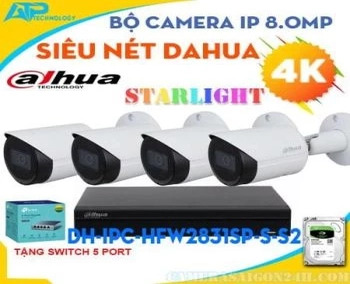 AP
TECHNOLOGY
BỘ CAMERA IP 8.0MP
SIÊU NÉT DAHUA
alhua
TECHNOLOGY
4K
STARLIGHT
DH-IPC-HFW2831SP-S-S2
TẶNG SWITCH 5 PORT
CAMERASAIGON24H.COM